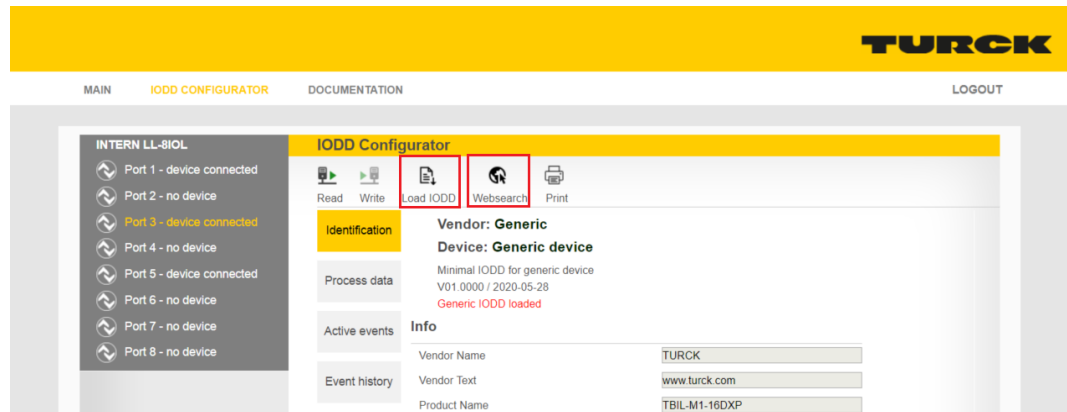 TURCK
MAIN IODD CONFIGURATOR DOCUMENTATION LOGOUT
INTERN LL-8IOL
Port 1 - device connected
Port 2 - no device
Port 3 - device connected
Port 4 - no device
Port 5 - device connected
Port 6 - no device
Port 7 - no device
Port 8 - no device
IODD Configurator
Read Write Load IODD Websearch Print
Identification
Process data
Active events
Event history
Vendor: Generic
Device: Generic device
Minimal IODD for generic device
V01.0000 / 2020-05-28
Generic IODD loaded
Info
Vendor Name TURCK
Vendor Text www.turck.com
Product Name TBIL-M1-16DXP